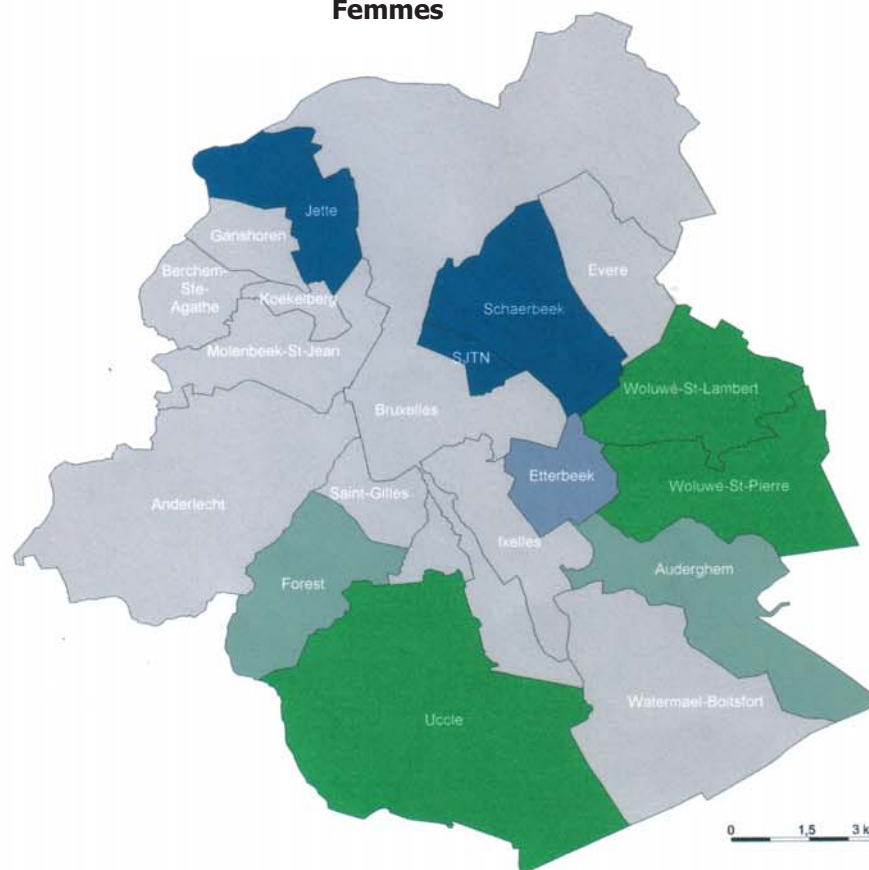 Femmes
Jette
Ganshoren
Berchem-
Ste-
Agathe
Koekelberg
Evere
Schaerbeek
Molenbeek-St-Jean
SJTN
Woluwé-St-Lambert
Bruxelles
Etterbeek
Woluwé-St-Pierre
Saint-Gilles
Anderlecht
Ixelles
Auderghem
Forest
Watermael-Boitsfort
Uccle
0 1,5 3 k